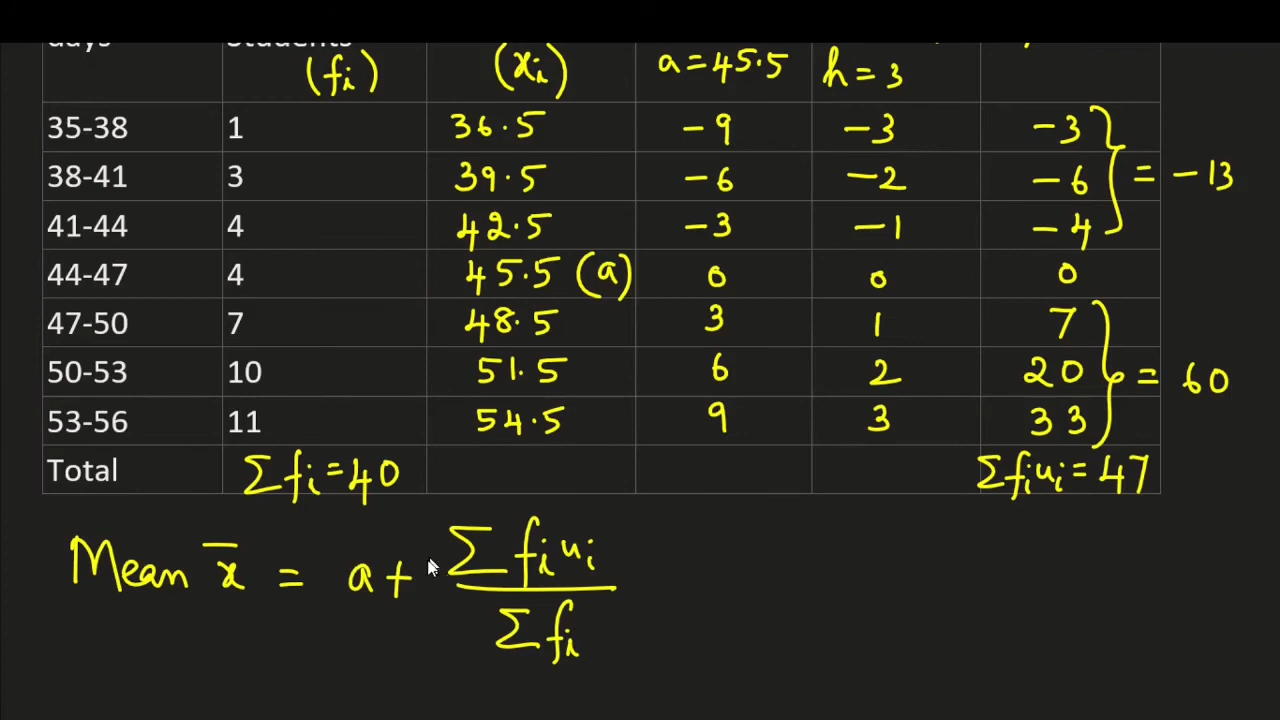 days Students
(fi) (xi) a = 45.5 h = 3
35-38 1 36.5 -9 -3 -3
38-41 3 39.5 -6 -2 -6 = -13
41-44 4 42.5 -3 -1 -4
44-47 4 45.5 (a) 0 0 0
47-50 7 48.5 3 1 7
50-53 10 51.5 6 2 20 = 60
53-56 11 54.5 9 3 33
Total Σfi = 40 Σfiui = 47
Mean x̄ = a + Σfiui
Σfi